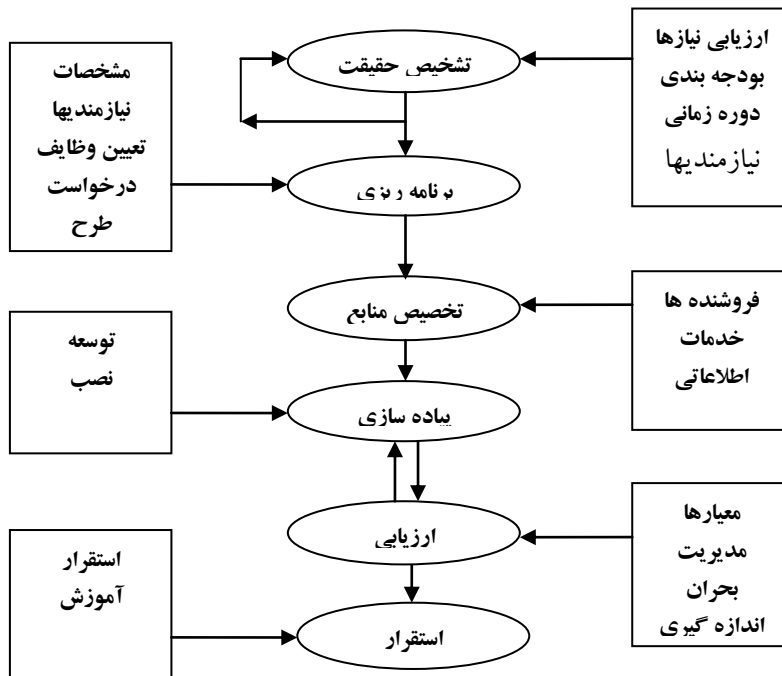 تشخیص حقیقت
ارزیابی نیازها
بودجه بندی
دوره زمانی
نیازمندیها
مشخصات
نیازمندیها
تعیین وظایف
درخواست
طرح
برنامه ریزی
تخصیص منابع
فروشنده ها
خدمات
اطلاعاتی
توسعه
نصب
پیاده سازی
ارزیابی
معیارها
مدیریت
بحران
اندازه گیری
استقرار
آموزش
استقرار